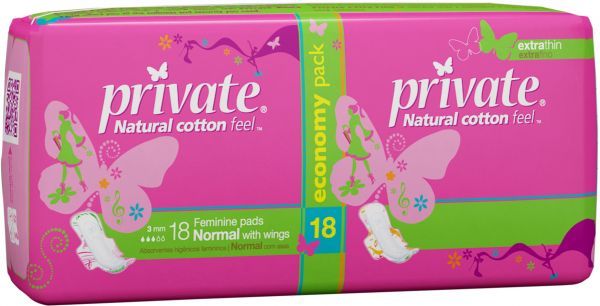 private®
Natural cotton feel™
3 mm
18 Feminine pads
Normal with wings
Absorventes higiênicos femininos | Normal com abas
economy pack
18
extrathin
extrafino
private®
Natural cotton feel™